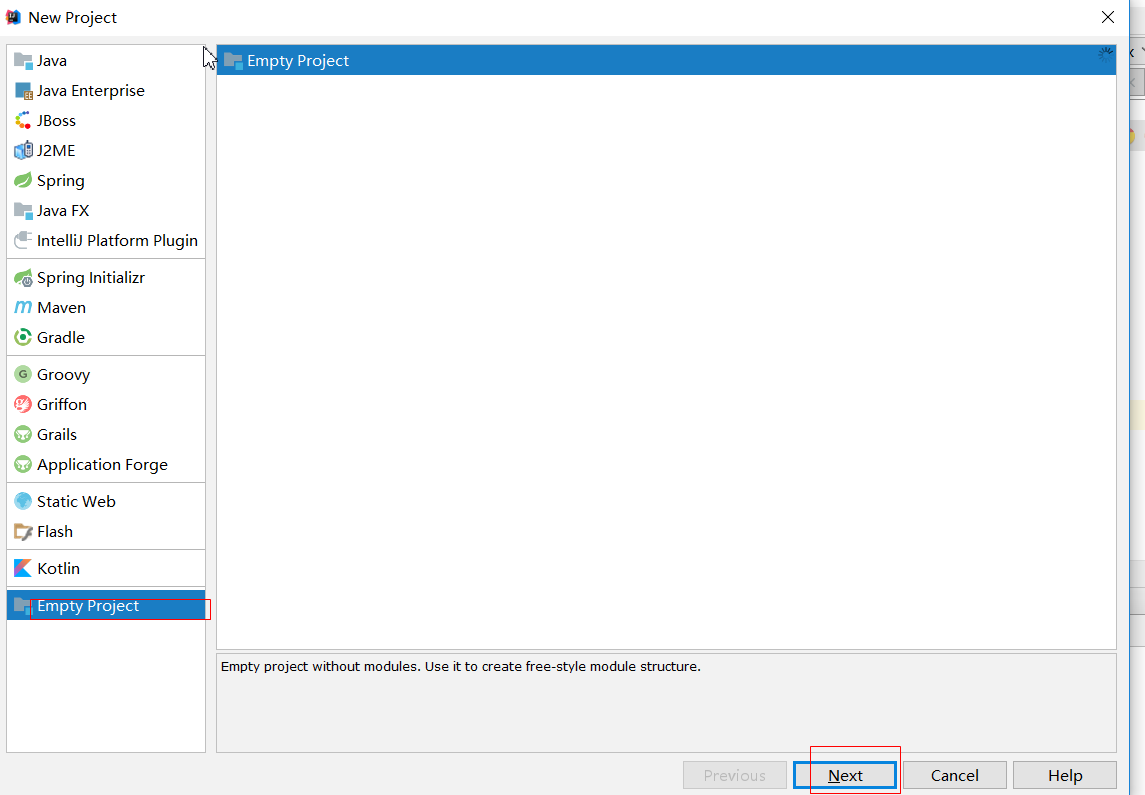 New Project
Java
Java Enterprise
JBoss
J2ME
Spring
Java FX
IntelliJ Platform Plugin
Spring Initializr
Maven
Gradle
Groovy
Griffon
Grails
Application Forge
Static Web
Flash
Kotlin
Empty Project
Empty Project
Empty project without modules. Use it to create free-style module structure.
Previous
Next
Cancel
Help